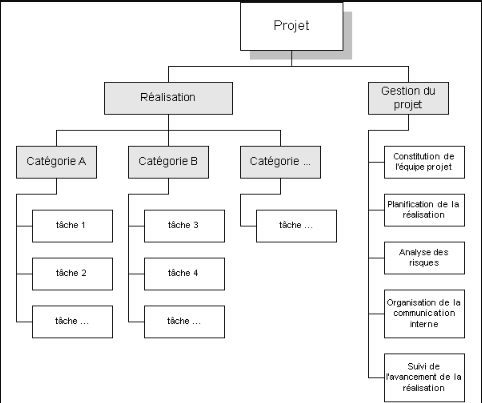 Projet
Réalisation
Gestion du
projet
Catégorie A
Catégorie B
Catégorie ...
tâche 1
tâche 2
tâche ...
tâche 3
tâche 4
tâche ...
tâche ...
Constitution de
l'équipe projet
Planification de la
réalisation
Analyse des
risques
Organisation de la
communication
interne
Suivi de
l'avancement de la
réalisation